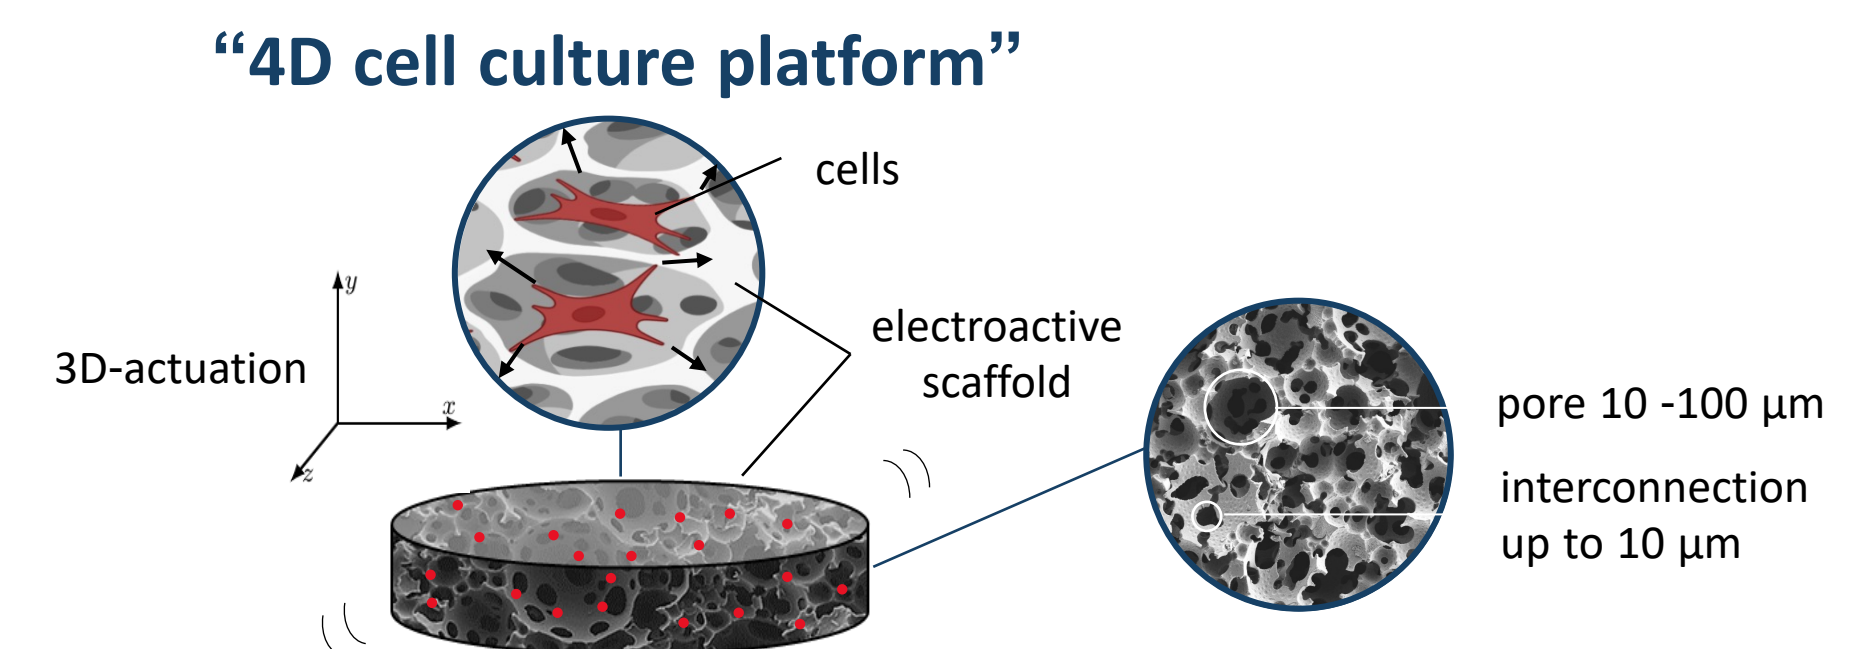 “4D cell culture platform”
cells
y
electroactive
scaffold
3D-actuation
x
z
pore 10 -100 µm
interconnection
up to 10 µm